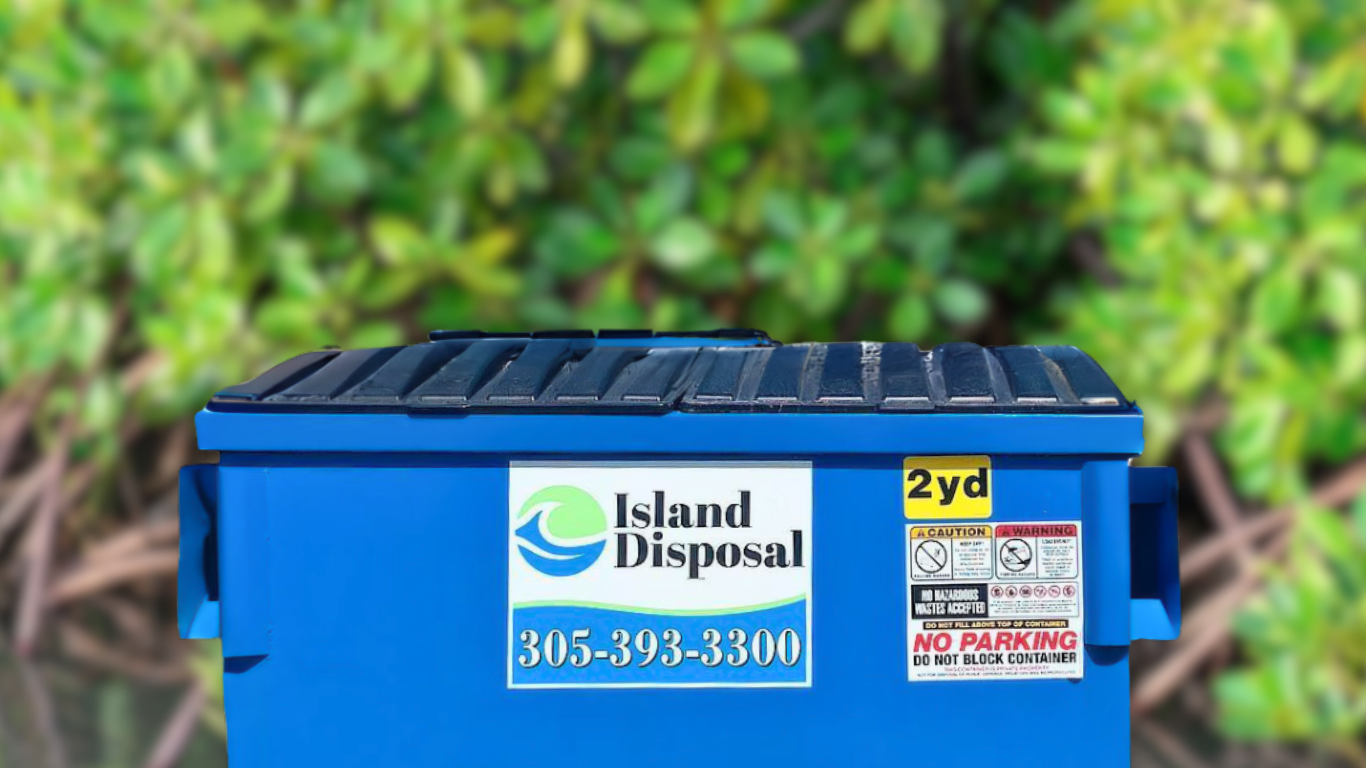 Island
Disposal
305-393-3300
2yd
CAUTION
WARNING
NO HAZARDOUS
WASTES ACCEPTED
DO NOT FILL ABOVE TOP OF CONTAINER
NO PARKING
DO NOT BLOCK CONTAINER